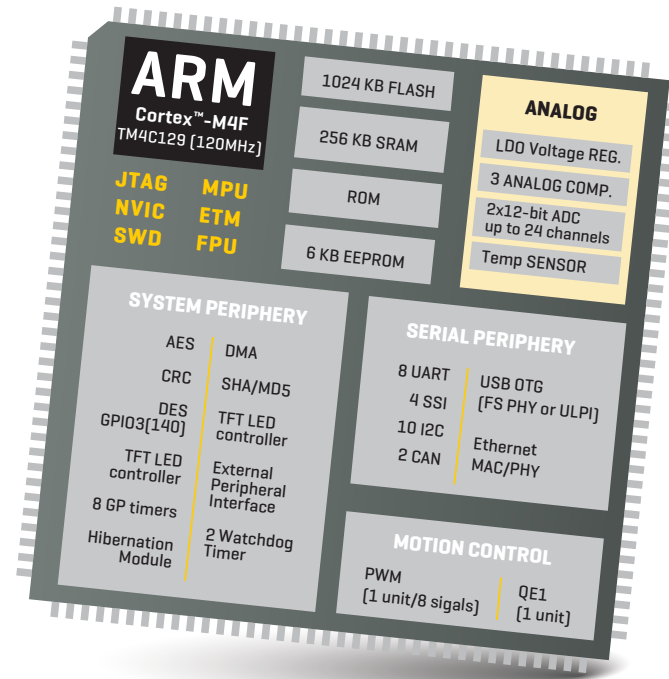 ARM
Cortex™-M4F
TM4C129 [120MHz]
JTAG MPU
NVIC ETM
SWD FPU
1024 KB FLASH
256 KB SRAM
ROM
6 KB EEPROM
ANALOG
LDO Voltage REG.
3 ANALOG COMP.
2x12-bit ADC
up to 24 channels
Temp SENSOR
SYSTEM PERIPHERY
AES
CRC
DES
GPIO3[140]
TFT LED
controller
8 GP timers
Hibernation
Module
DMA
SHA/MD5
TFT LED
controller
External
Peripheral
Interface
2 Watchdog
Timer
SERIAL PERIPHERY
8 UART
4 SSI
10 I2C
2 CAN
USB OTG
[FS PHY or ULPI]
Ethernet
MAC/PHY
MOTION CONTROL
PWM
[1 unit/8 sigals]
QE1
[1 unit]